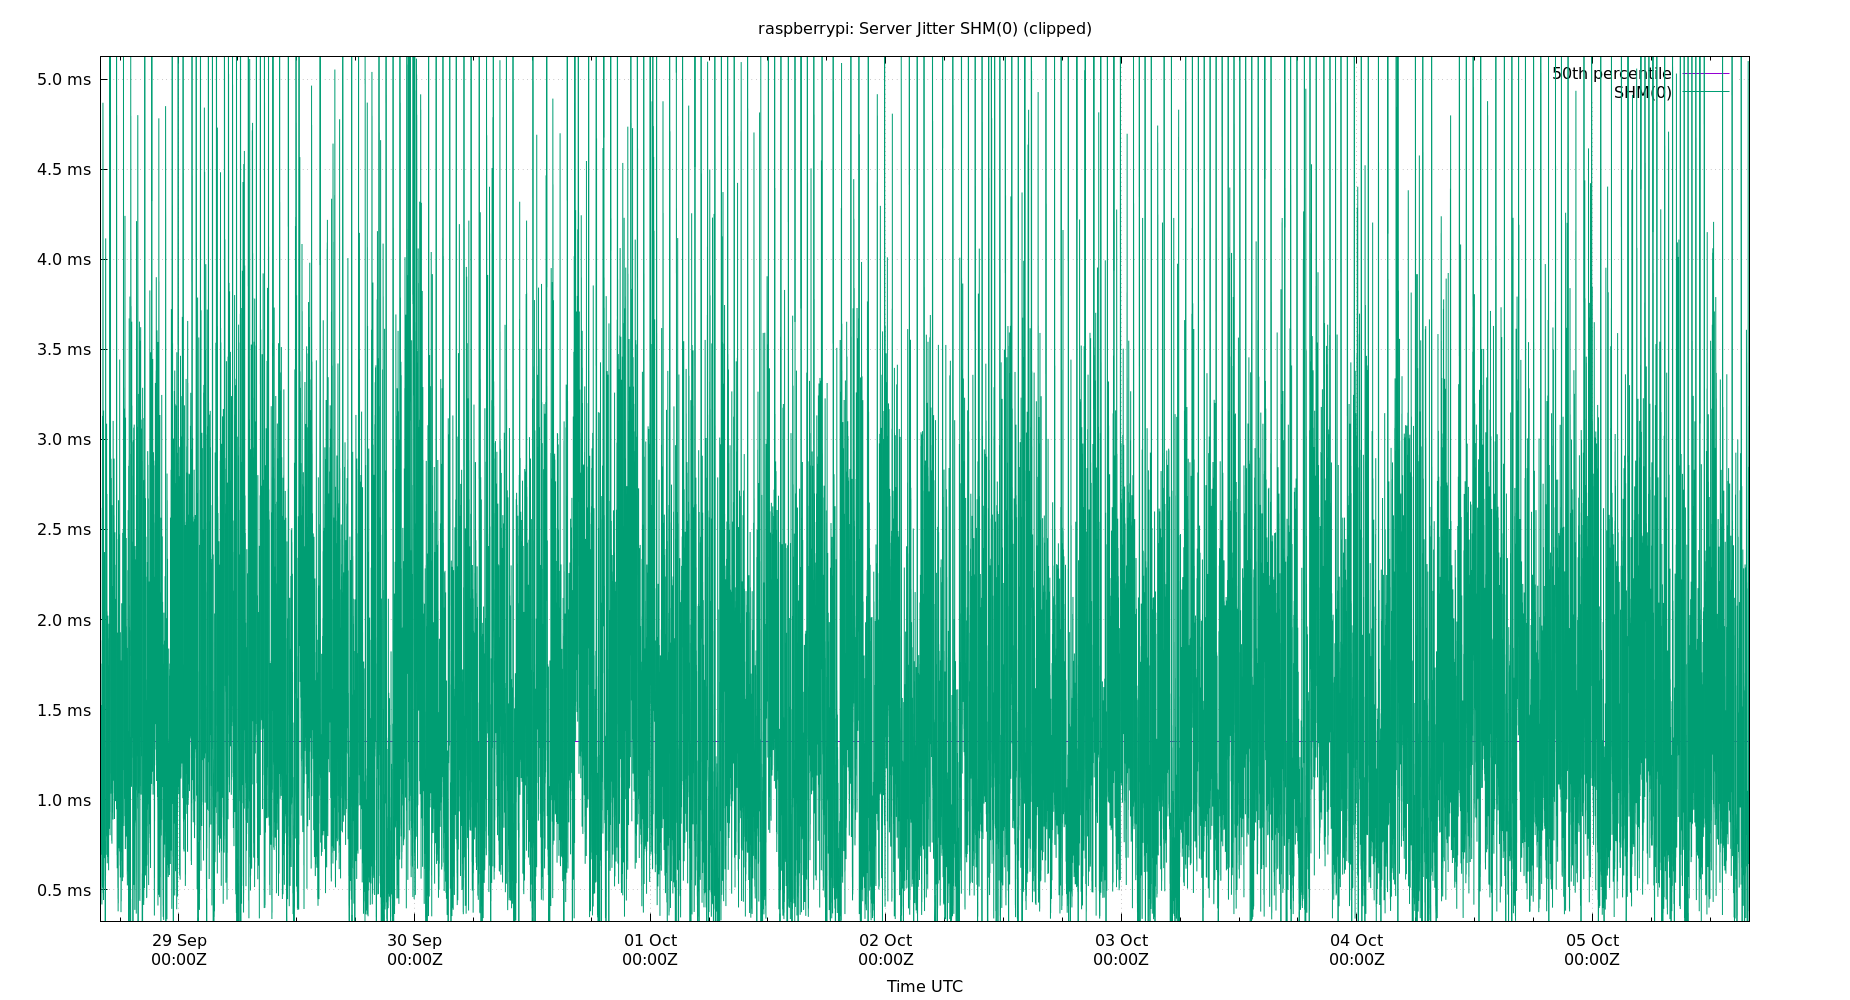 raspberrypi: Server Jitter SHM(0) (clipped)
50th percentile
SHM(0)
5.0 ms
4.5 ms
4.0 ms
3.5 ms
3.0 ms
2.5 ms
2.0 ms
1.5 ms
1.0 ms
0.5 ms
29 Sep 30 Sep 01 Oct 02 Oct 03 Oct 04 Oct 05 Oct
00:00Z 00:00Z 00:00Z 00:00Z 00:00Z 00:00Z 00:00Z
Time UTC